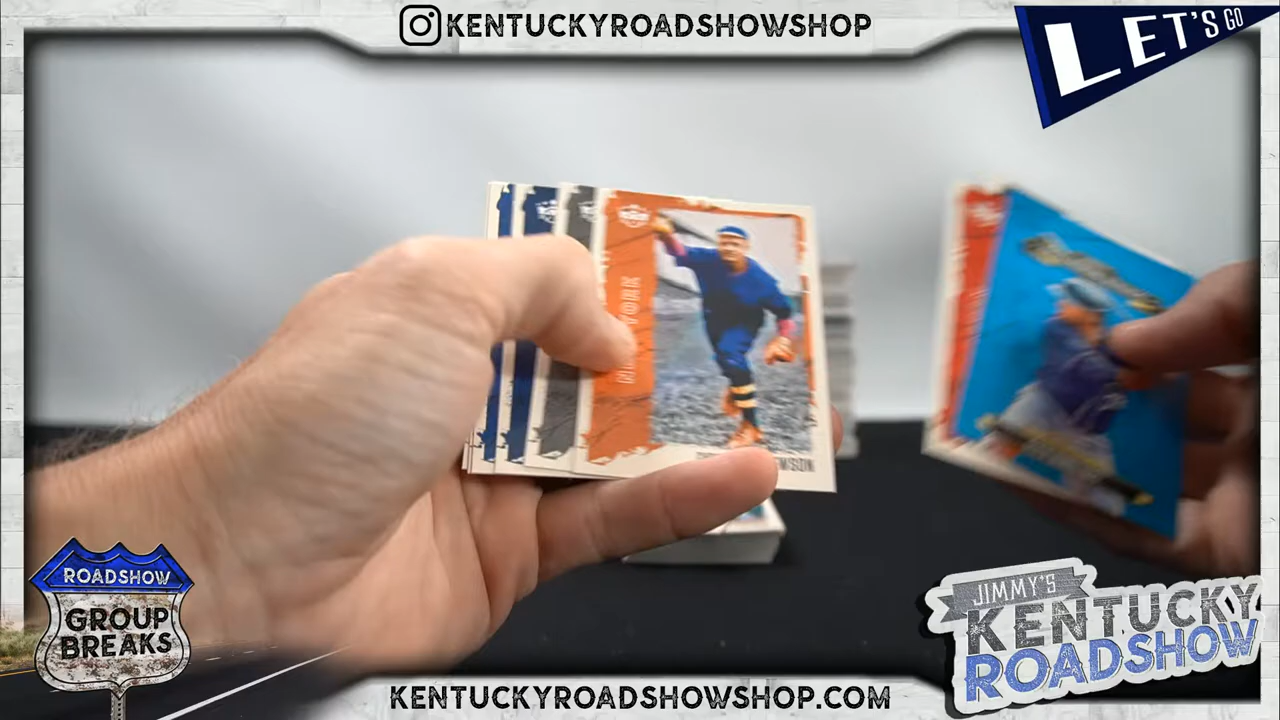 KENTUCKYROADSHOWSHOP
LET'S GO
ROADSHOW
GROUP
BREAKS
JIMMY'S
KENTUCKY
ROADSHOW
KENTUCKYROADSHOWSHOP.COM